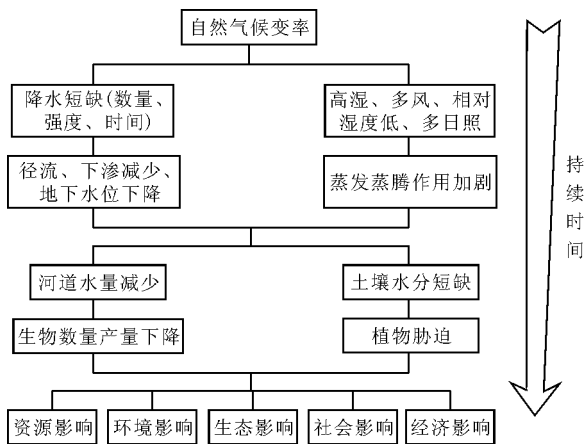 自然气候变率
降水短缺(数量、
强度、时间)
高湿、多风、相对
湿度低、多日照
径流、下渗减少、
地下水位下降
蒸发蒸腾作用加剧
持续时间
河道水量减少
土壤水分短缺
生物数量产量下降
植物胁迫
资源影响
环境影响
生态影响
社会影响
经济影响